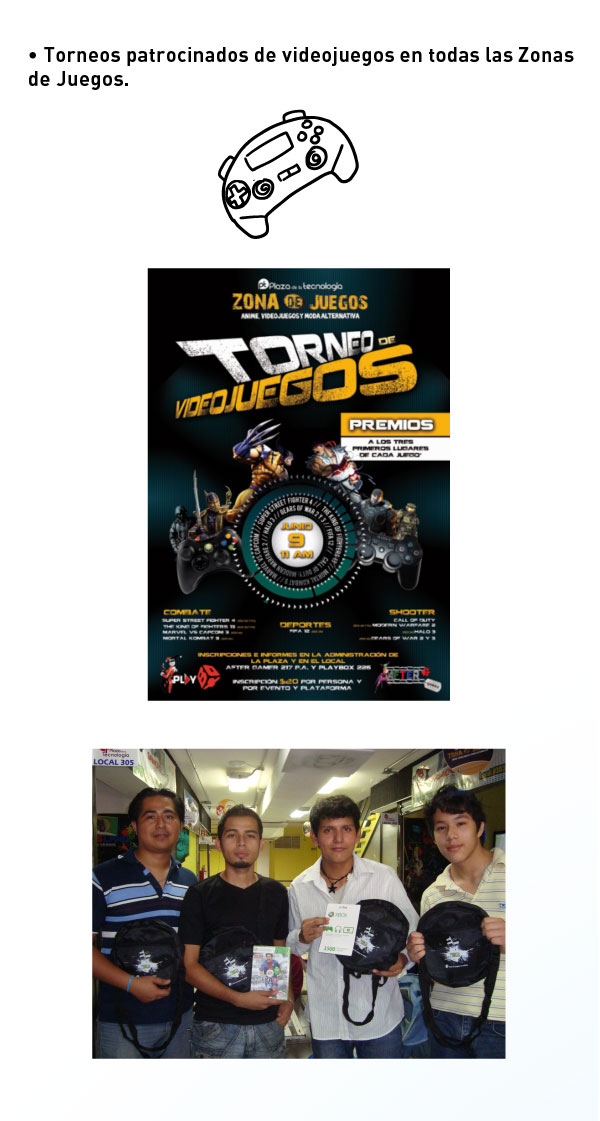 • Torneos patrocinados de videojuegos en todas las Zonas
de Juegos.
pt Plaza de la tecnología
ZONA DE JUEGOS
ANIME, VIDEOJUEGOS Y MODA ALTERNATIVA
TORNEO DE
VIDEOJUEGOS
PREMIOS
A LOS TRES
PRIMEROS LUGARES
DE CADA JUEGO*
JUNIO
9
11 AM
COMBATE
SUPER STREET FIGHTER 4
THE KING OF FIGHTERS 13
MARVEL VS CAPCOM 3
MORTAL KOMBAT 9
DEPORTES
FIFA 12
SHOOTER
CALL OF DUTY
MODERN WARFARE 2
HALO 3
GEARS OF WAR 2 Y 3
INSCRIPCIONES E INFORMES EN LA ADMINISTRACIÓN DE
LA PLAZA Y EN EL LOCAL
AFTER GAMER 217 P.A. Y PLAYBOX 226
INSCRIPCIÓN $20 POR PERSONA Y
POR EVENTO Y PLATAFORMA
PLAY
AFTER
tecnología
LOCAL 305
XBOX